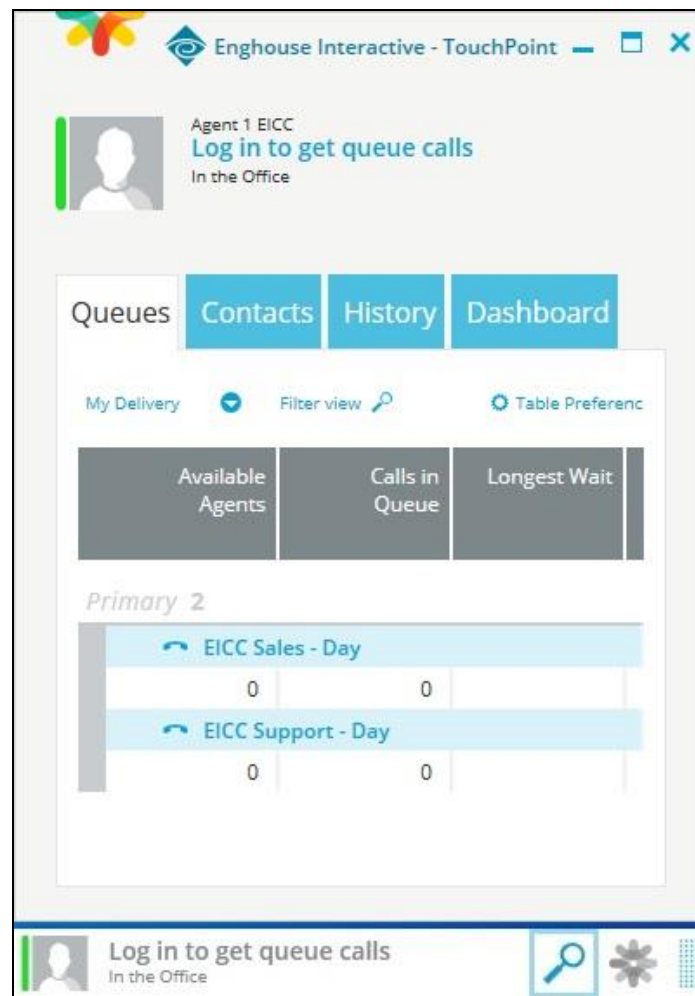 Enghouse Interactive - TouchPoint
Agent 1 EICC
Log in to get queue calls
In the Office
Queues Contacts History Dashboard
My Delivery Filter view Table Preferenc
Available Agents Calls in Queue Longest Wait
Primary 2
EICC Sales - Day
0 0
EICC Support - Day
0 0
Log in to get queue calls
In the Office